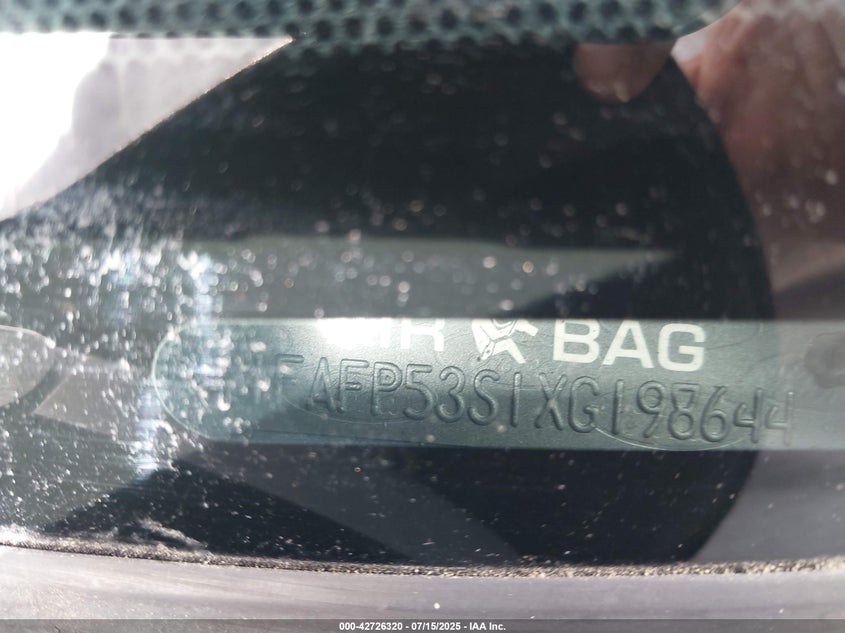 BAG
FAFP53S1XG198644
000-42726320 - 07/15/2025 - IAA Inc.